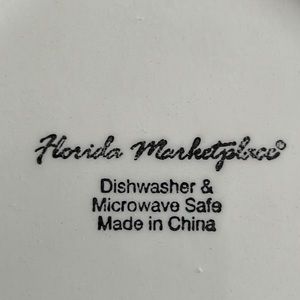 Florida Marketplace®
Dishwasher &
Microwave Safe
Made in China